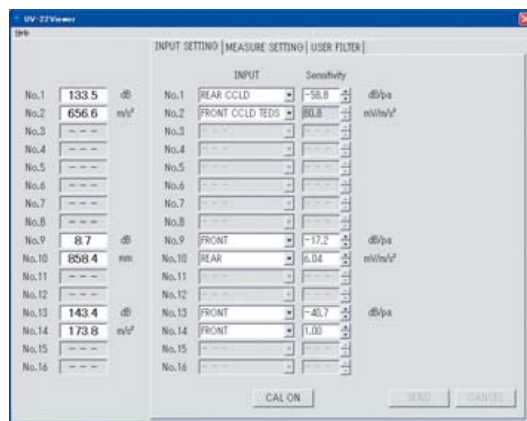 UV-22Viewer
Help
INPUT SETTING MEASURE SETTING USER FILTER
INPUT Sensitivity
No.1 133.5 dB No.1 REAR CCLD -58.8 dB/pa
No.2 656.6 m/s² No.2 FRONT CCLD TEDS 80.8 mV/m/s²
No.3 --- No.3 --- ---
No.4 --- No.4 --- ---
No.5 --- No.5 --- ---
No.6 --- No.6 --- ---
No.7 --- No.7 --- ---
No.8 --- No.8 --- ---
No.9 8.7 dB No.9 FRONT -17.2 dB/pa
No.10 858.4 mm No.10 REAR 6.04 mV/m/s²
No.11 --- No.11 --- ---
No.12 --- No.12 --- ---
No.13 143.4 dB No.13 FRONT -40.7 dB/pa
No.14 173.8 m/s² No.14 FRONT 1.00
No.15 --- No.15 --- ---
No.16 --- No.16 --- ---
CAL ON SEND CANCEL